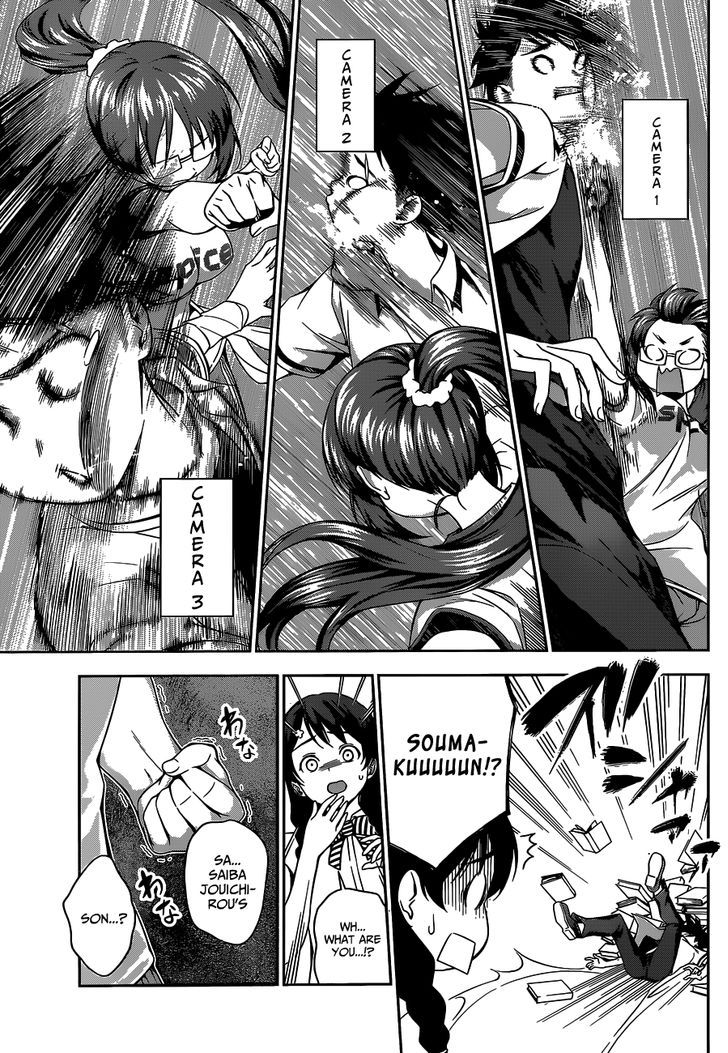 CAMERA 1
SP
CAMERA 2
CAMERA 3
pice
SOUMA-
KUUUUUN!?
WH...
WHAT ARE
YOU...!?
わな
SA...
SAIBA
JOUICHI-
ROU'S
SON...?
わな